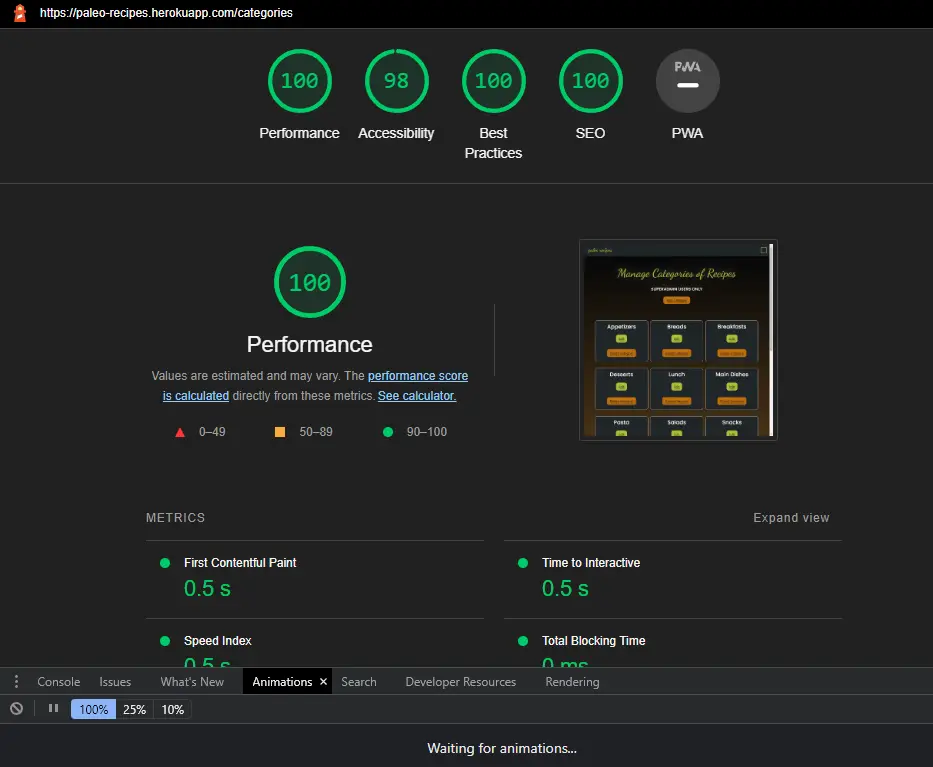 https://paleo-recipes.herokuapp.com/categories
100
98
100
100
PWA
Performance
Accessibility
Best
Practices
SEO
PWA
100
Performance
Values are estimated and may vary. The performance score
is calculated directly from these metrics. See calculator.
0–49
50–89
90–100
paleo recipes
Manage Categories of Recipes
SUPERADMIN USERS ONLY
Appetizers
Breads
Breakfasts
Desserts
Lunch
Main Dishes
Pasta
Salads
Snacks
METRICS
Expand view
First Contentful Paint
0.5 s
Time to Interactive
0.5 s
Speed Index
0.5 s
Total Blocking Time
0 ms
Console
Issues
What's New
Animations ×
Search
Developer Resources
Rendering
100%
25%
10%
Waiting for animations...